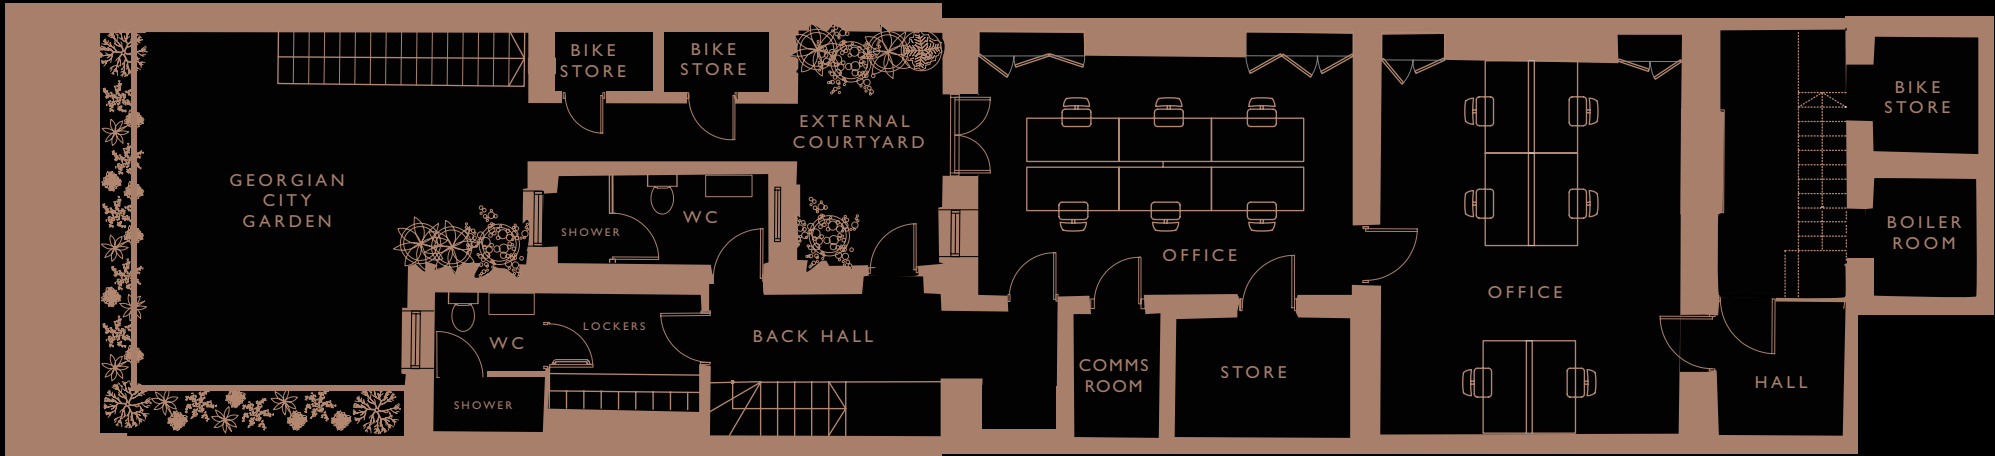 BIKE
STORE
BIKE
STORE
EXTERNAL
COURTYARD
GEORGIAN
CITY
GARDEN
SHOWER
WC
WC
LOCKERS
SHOWER
BACK HALL
OFFICE
COMMS
ROOM
STORE
OFFICE
HALL
BIKE
STORE
BOILER
ROOM